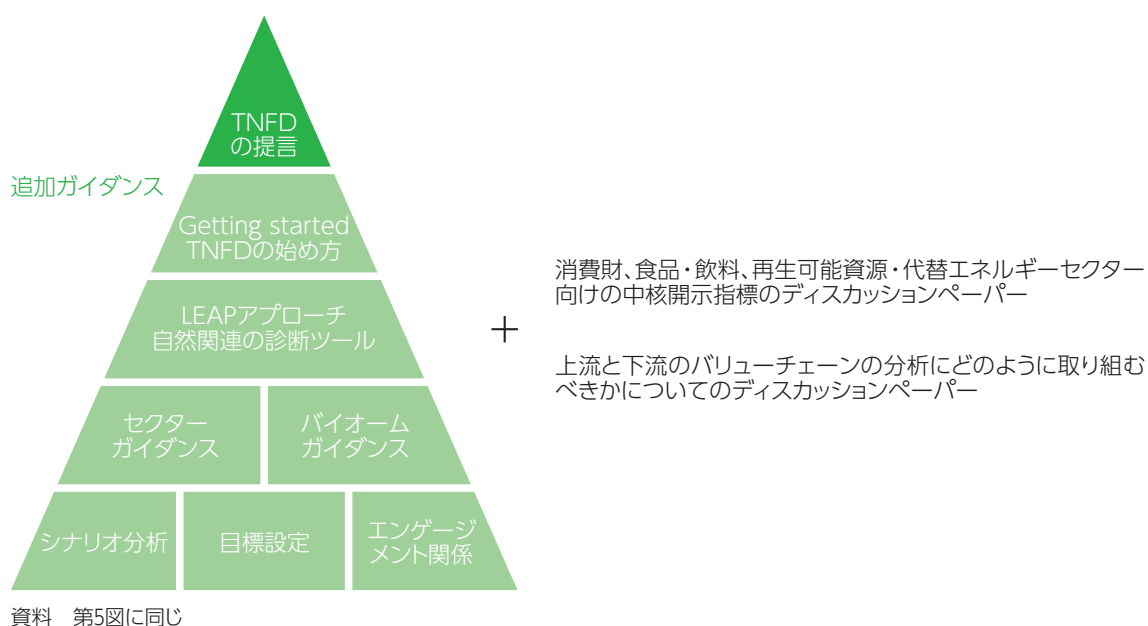 TNFD
の提言
追加ガイダンス
Getting started
TNFDの始め方
LEAPアプローチ
自然関連の診断ツール
セクター
ガイダンス
バイオーム
ガイダンス
シナリオ分析
目標設定
エンゲージ
メント関係
+
消費財、食品・飲料、再生可能資源・代替エネルギーセクター
向けの中核開示指標のディスカッションペーパー
上流と下流のバリューチェーンの分析にどのように取り組む
べきかについてのディスカッションペーパー
資料　第5図に同じ